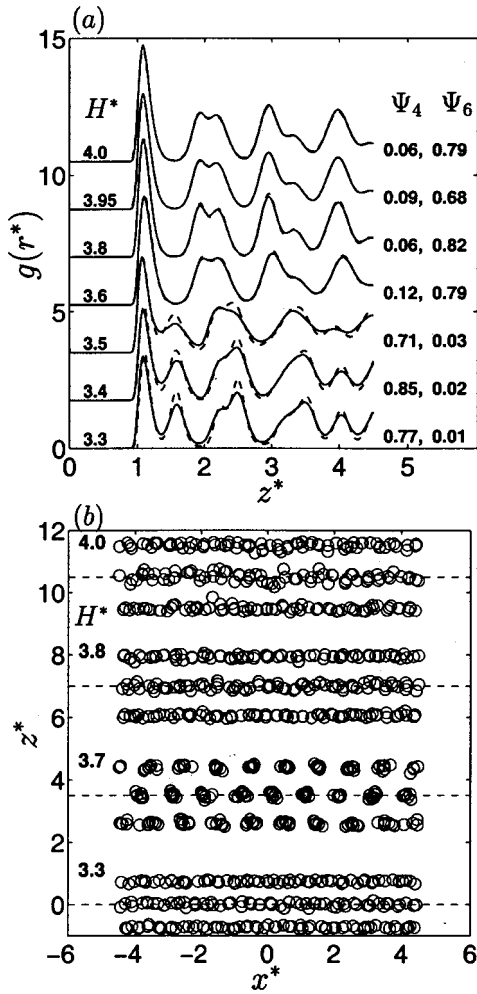 (a)
15
10
5
0
g(r*)
H*
Ψ4 Ψ6
4.0 0.06, 0.79
3.95 0.09, 0.68
3.8 0.06, 0.82
3.6 0.12, 0.79
3.5 0.71, 0.03
3.4 0.85, 0.02
3.3 0.77, 0.01
0 1 2 3 4 5
z*
(b)
12
10
8
6
4
2
0
z*
4.0
H*
3.8
3.7
3.3
−6 −4 −2 0 2 4 6
x*